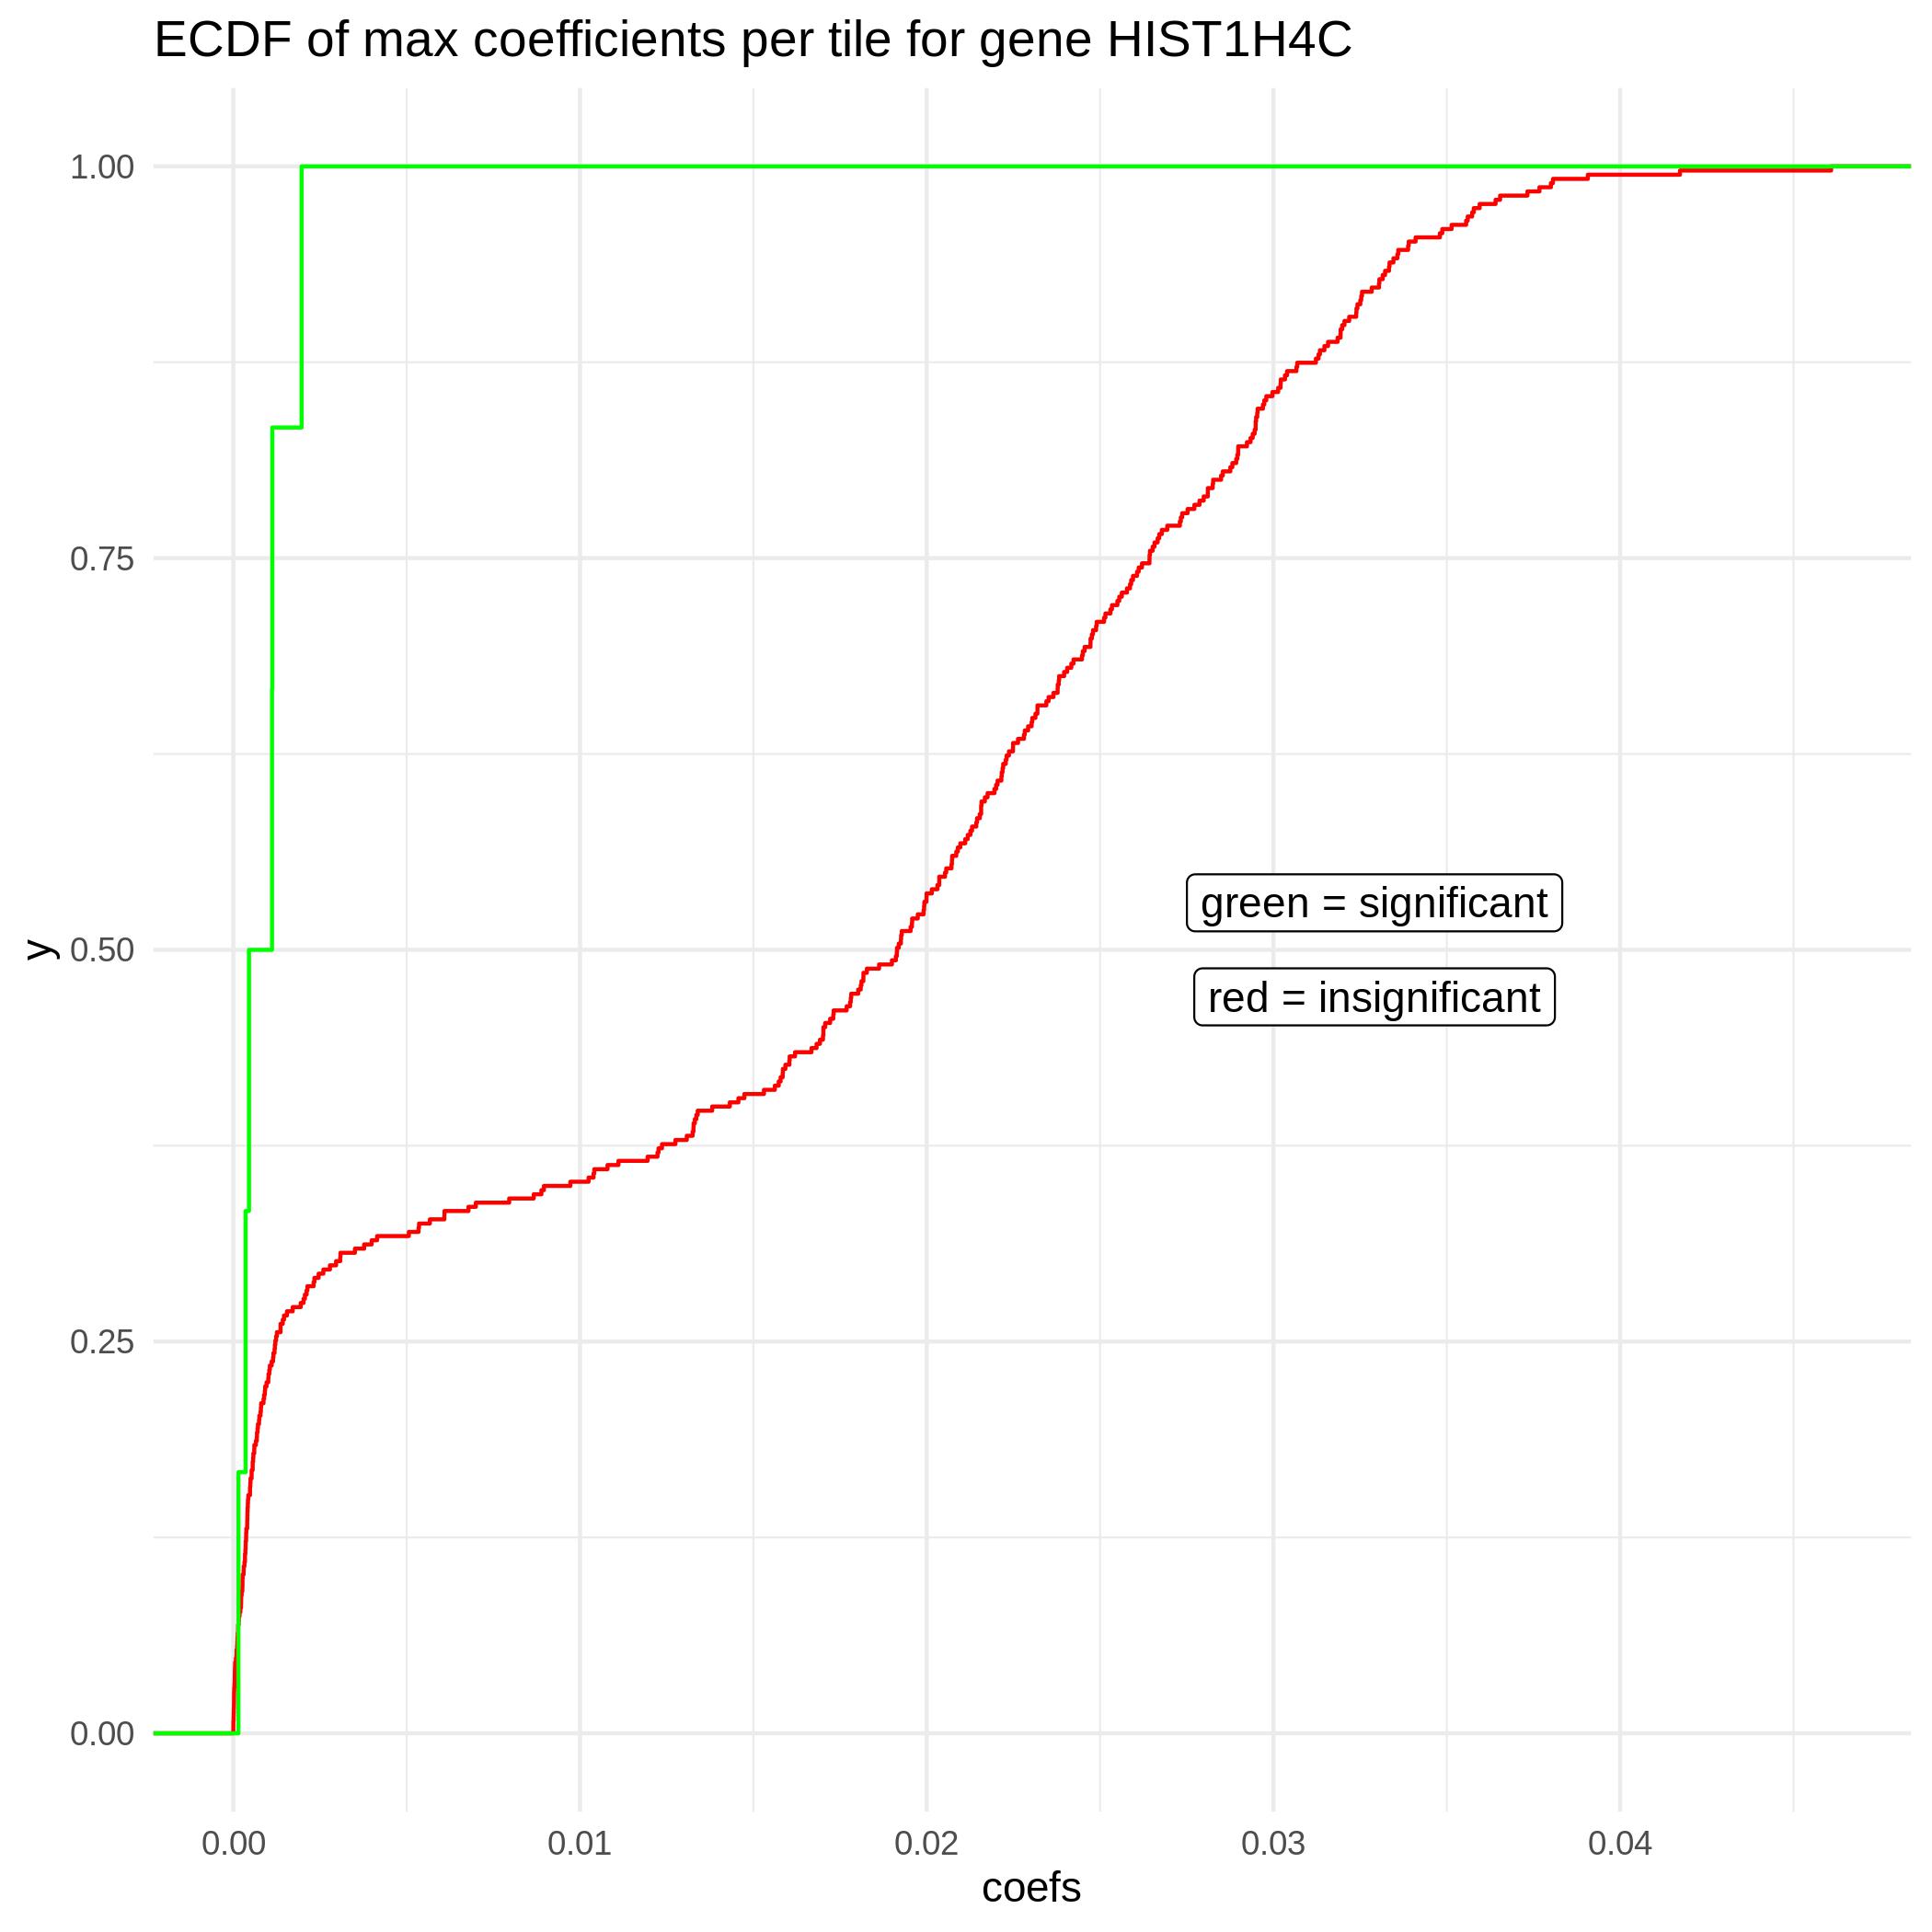 ECDF of max coefficients per tile for gene HIST1H4C
1.00
0.75
y
0.50
0.25
0.00
green = significant
red = insignificant
0.00 0.01 0.02 0.03 0.04
coefs